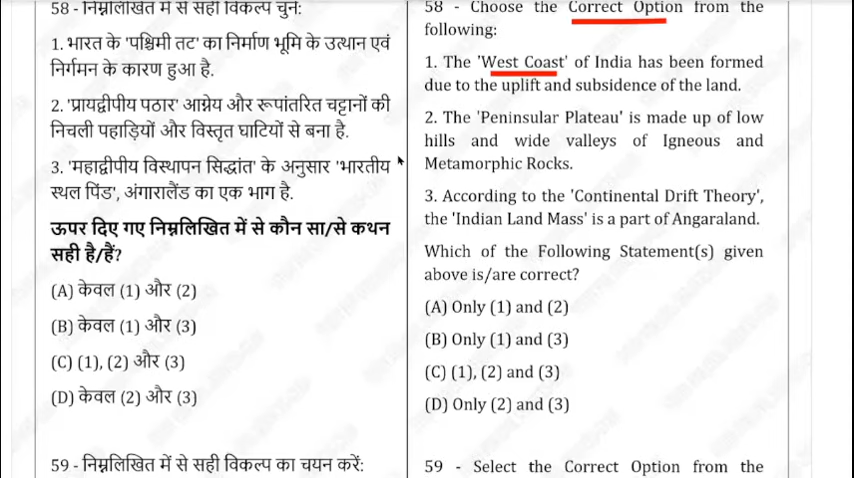 58 - निम्नलिखित में से सही विकल्प चुनें:
1. भारत के 'पश्चिमी तट' का निर्माण भूमि के उत्थान एवं
निर्गमन के कारण हुआ है.
2. 'प्रायद्वीपीय पठार' आग्नेय और रूपांतरित चट्टानों की
निचली पहाड़ियों और विस्तृत घाटियों से बना है.
3. 'महाद्वीपीय विस्थापन सिद्धांत' के अनुसार 'भारतीय
स्थल पिंड', अंगारालैंड का एक भाग है.
ऊपर दिए गए निम्नलिखित में से कौन सा/से कथन
सही है/हैं?
(A) केवल (1) और (2)
(B) केवल (1) और (3)
(C) (1), (2) और (3)
(D) केवल (2) और (3)
59 - निम्नलिखित में से सही विकल्प का चयन करें:
58 - Choose the Correct Option from the
following:
1. The 'West Coast' of India has been formed
due to the uplift and subsidence of the land.
2. The 'Peninsular Plateau' is made up of low
hills and wide valleys of Igneous and
Metamorphic Rocks.
3. According to the 'Continental Drift Theory',
the 'Indian Land Mass' is a part of Angaraland.
Which of the Following Statement(s) given
above is/are correct?
(A) Only (1) and (2)
(B) Only (1) and (3)
(C) (1), (2) and (3)
(D) Only (2) and (3)
59 - Select the Correct Option from the